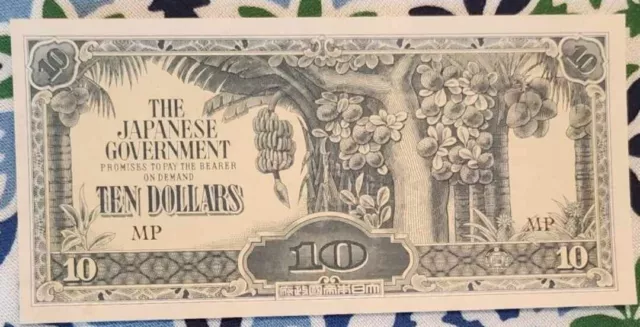 10
10
THE
JAPANESE
GOVERNMENT
PROMISES TO PAY THE BEARER
ON DEMAND
TEN DOLLARS
MP
MP
10
10
10
府政國帝本日大